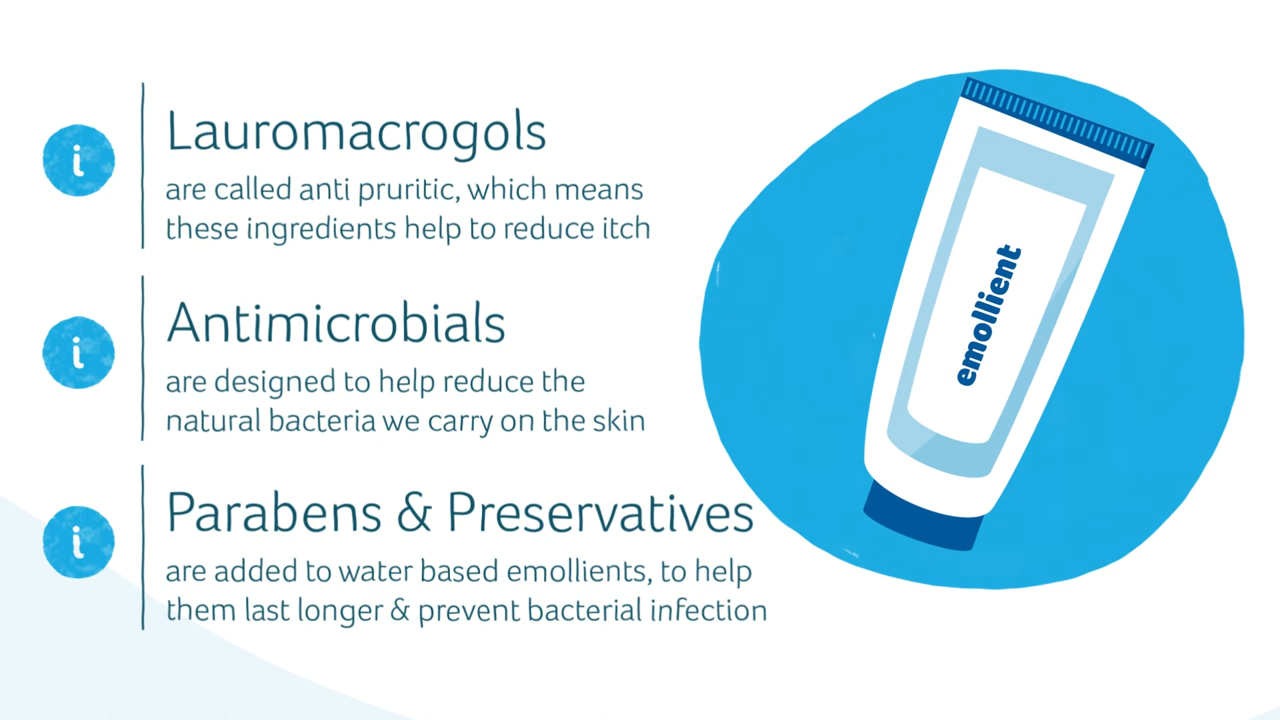 Lauromacrogols
are called anti pruritic, which means
these ingredients help to reduce itch
Antimicrobials
are designed to help reduce the
natural bacteria we carry on the skin
Parabens & Preservatives
are added to water based emollients, to help
them last longer & prevent bacterial infection
emollient
i
i
i